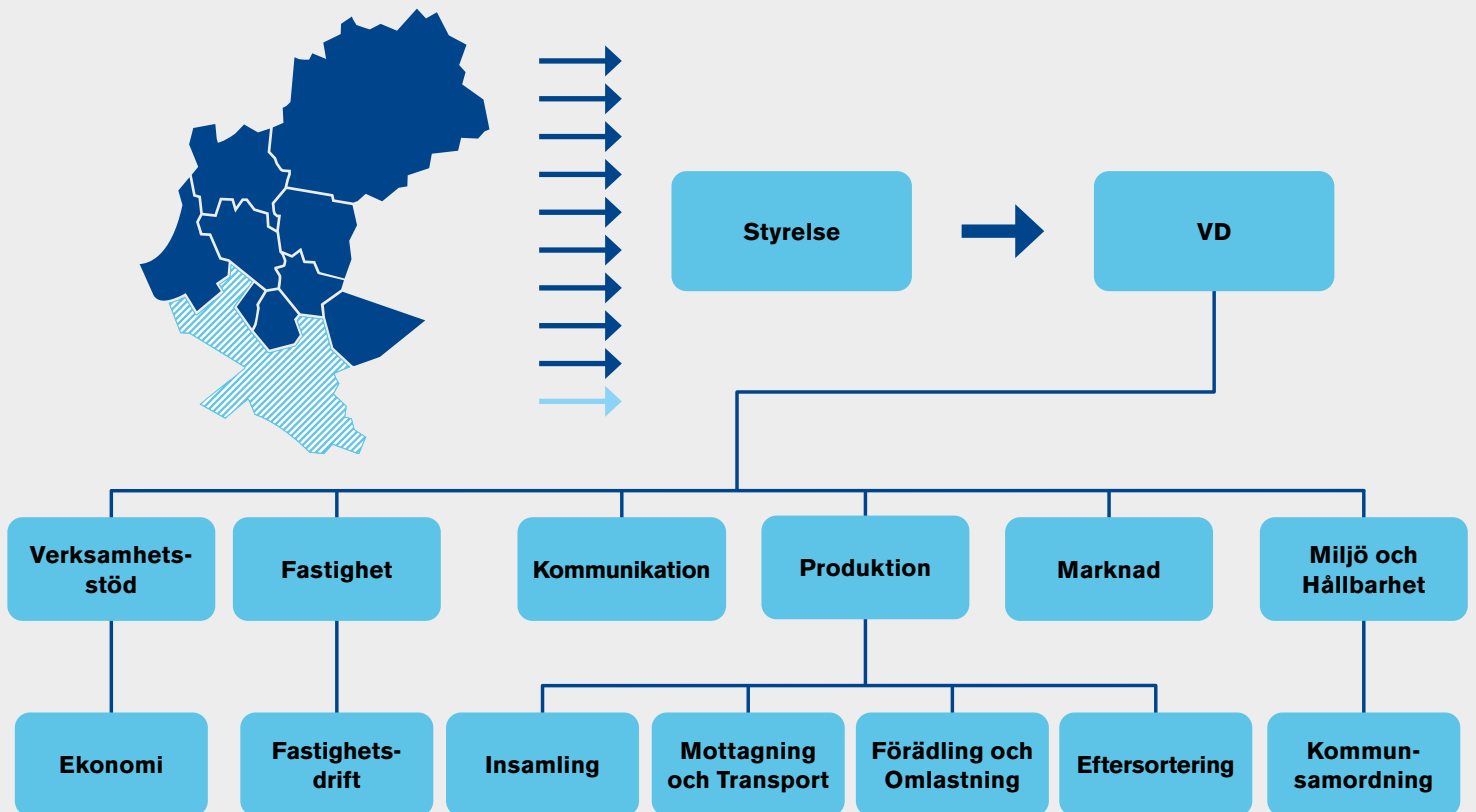 Styrelse
VD
Verksamhets-
stöd
Fastighet
Kommunikation
Produktion
Marknad
Miljö och
Hållbarhet
Ekonomi
Fastighets-
drift
Insamling
Mottagning
och Transport
Förädling och
Omlastning
Eftersortering
Kommun-
samordning